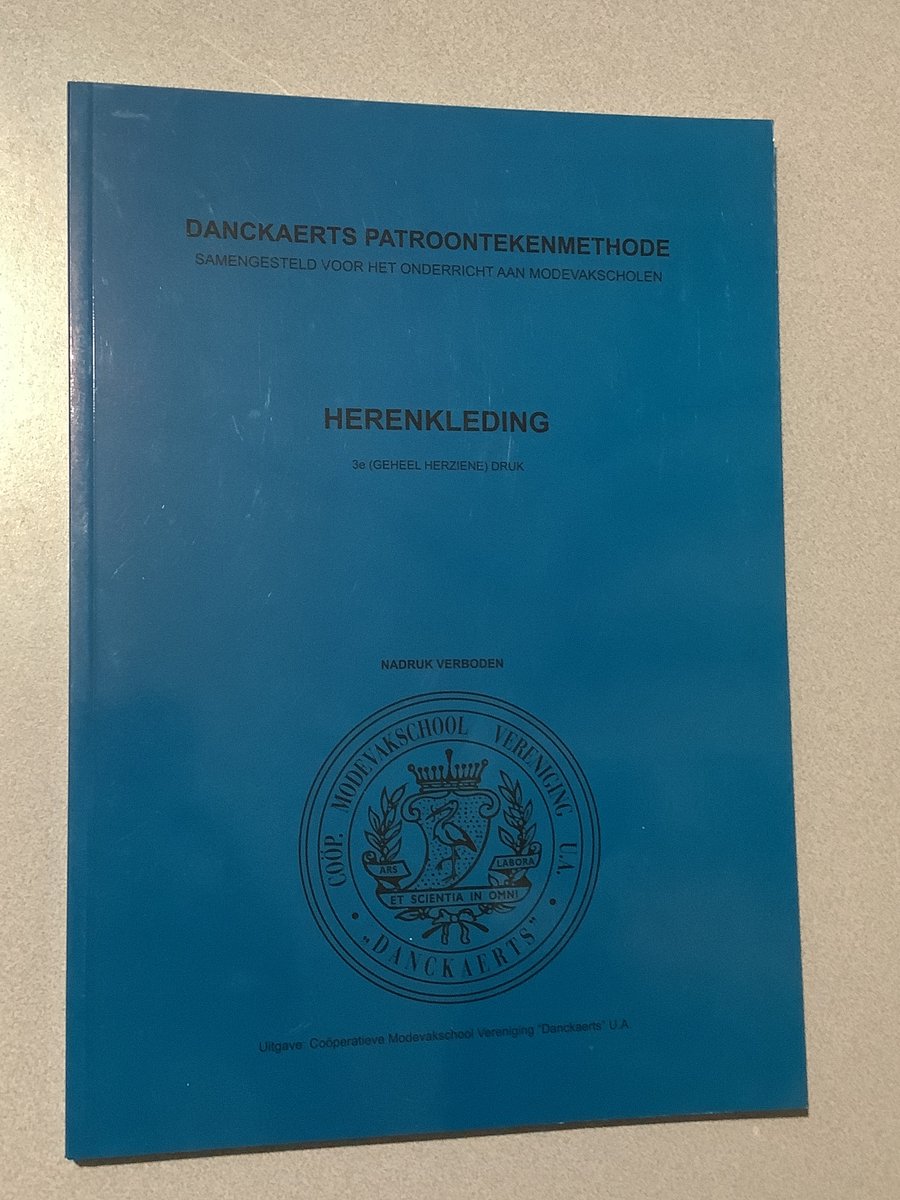 DANCKAERTS PATROONTEKENMETHODE
SAMENGESTELD VOOR HET ONDERRICHT AAN MODEVAKSCHOLEN
HERENKLEDING
3e (GEHEEL HERZIENE) DRUK
NADRUK VERBODEN
COÖP. MODEVAKSCHOOL VERENIGING U.A.
ARS
LABORA
ET SCIENTIA IN OMNI
• „DANCKAERTS” •
Uitgave: Coöperatieve Modevakschool Vereniging "Danckaerts" U.A.